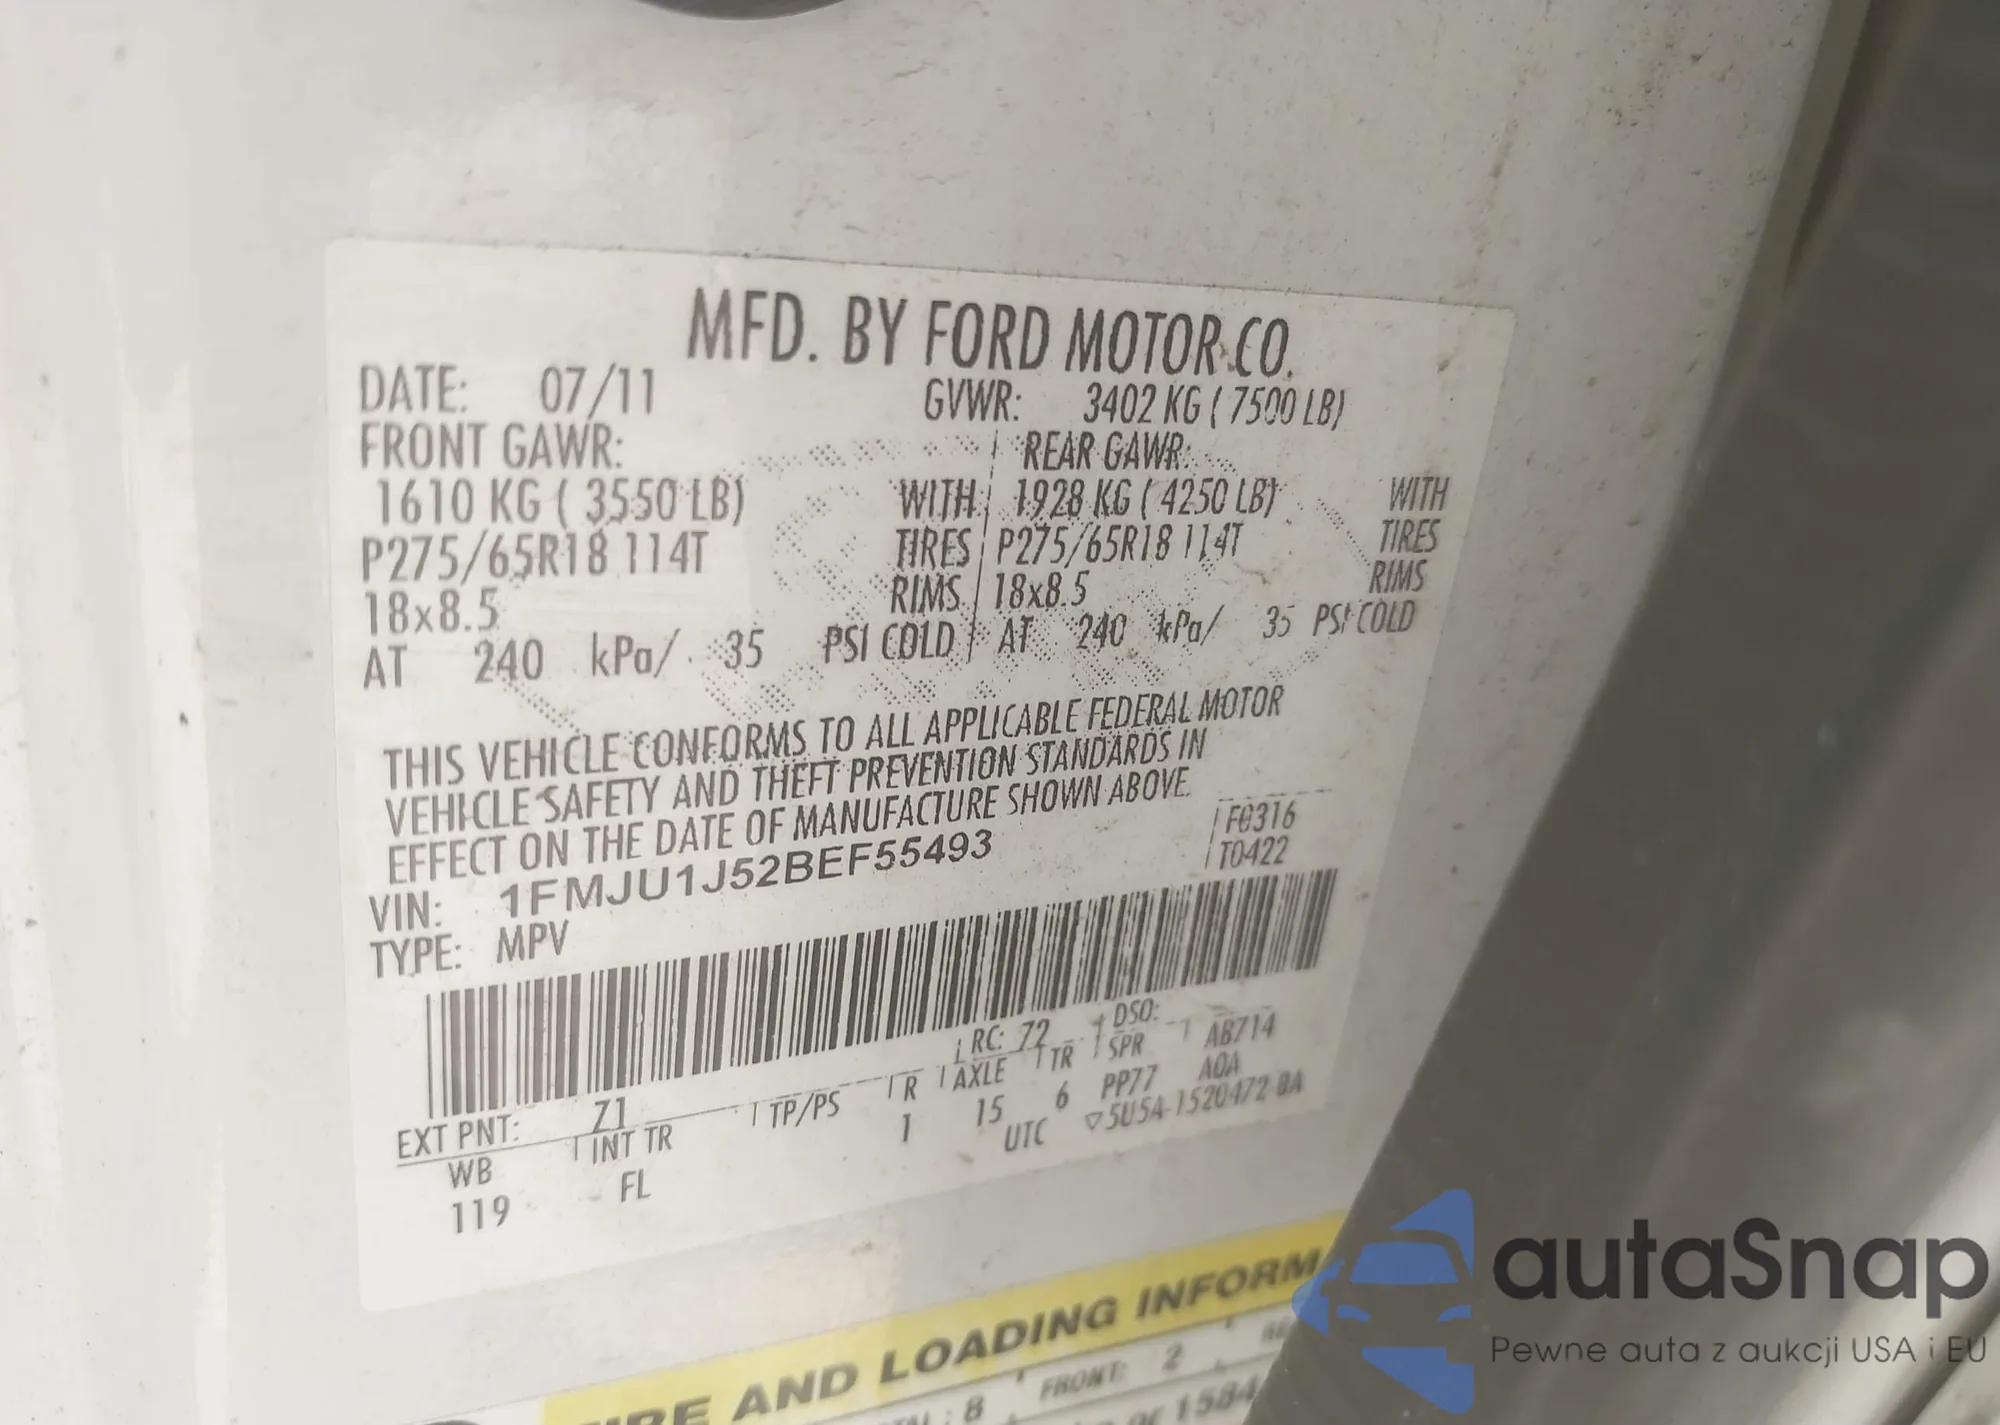 MFD. BY FORD MOTOR CO.
DATE: 07/11 GVWR: 3402 KG ( 7500 LB)
FRONT GAWR: REAR GAWR:
1610 KG ( 3550 LB) WITH 1928 KG ( 4250 LB) WITH
P275/65R18 114T TIRES P275/65R18 114T TIRES
18x8.5 RIMS 18x8.5 RIMS
AT 240 kPa/ 35 PSI COLD AT 240 kPa/ 35 PSI COLD
THIS VEHICLE CONFORMS TO ALL APPLICABLE FEDERAL MOTOR
VEHICLE SAFETY AND THEFT PREVENTION STANDARDS IN
EFFECT ON THE DATE OF MANUFACTURE SHOWN ABOVE.
F0316
VIN: 1FMJU1J52BEF55493 T0422
TYPE: MPV
EXT PNT: Z1 RC: 72 DSO: AB714
WB INT TR TP/PS R AXLE TR SPR A0A
119 FL 1 15 6 PP77
UTC ▽5U5A-1520472-BA
AND LOADING INFORM
8 FRONT: 2
autaSnap
Pewne auta z aukcji USA i EU